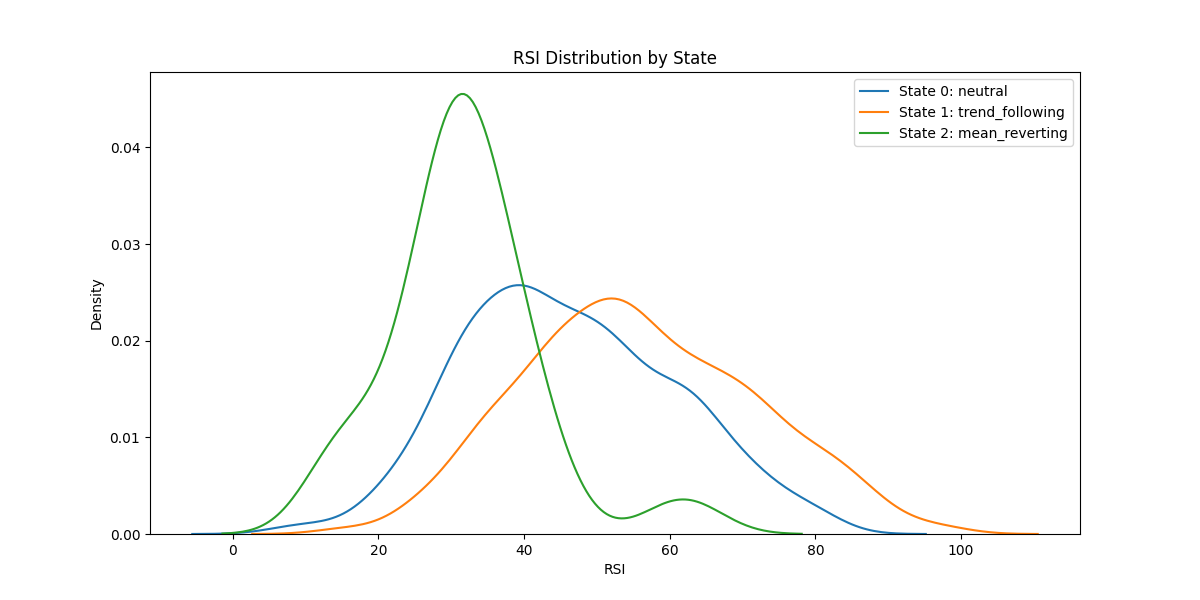 RSI Distribution by State
State 0: neutral
State 1: trend_following
State 2: mean_reverting
Density
0.04
0.03
0.02
0.01
0.00
0 20 40 60 80 100
RSI